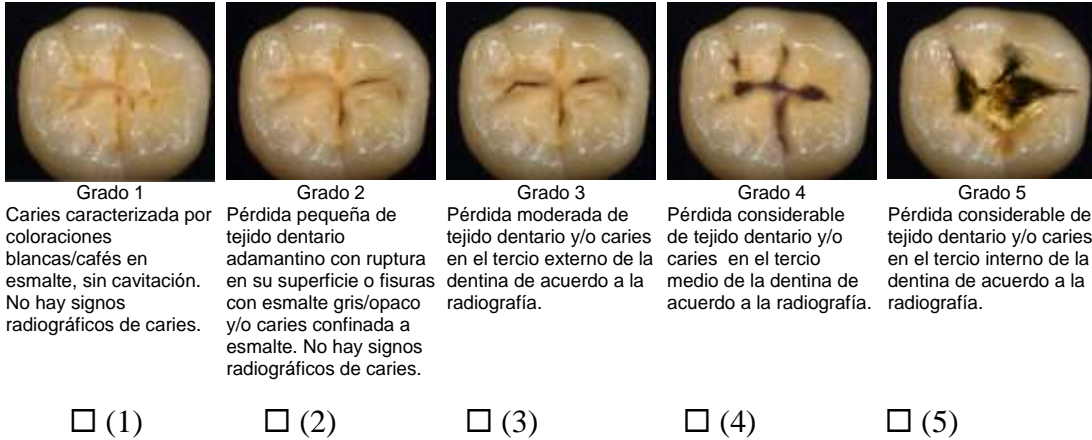 Grado 1
Caries caracterizada por
coloraciones
blancas/cafés en
esmalte, sin cavitación.
No hay signos
radiográficos de caries.
Grado 2
Pérdida pequeña de
tejido dentario
adamantino con ruptura
en su superficie o fisuras
con esmalte gris/opaco
y/o caries confinada a
esmalte. No hay signos
radiográficos de caries.
Grado 3
Pérdida moderada de
tejido dentario y/o caries
en el tercio externo de la
dentina de acuerdo a la
radiografía.
Grado 4
Pérdida considerable
de tejido dentario y/o
caries en el tercio
medio de la dentina de
acuerdo a la radiografía.
Grado 5
Pérdida considerable de
tejido dentario y/o caries
en el tercio interno de la
dentina de acuerdo a la
radiografía.
☐ (1) ☐ (2) ☐ (3) ☐ (4) ☐ (5)